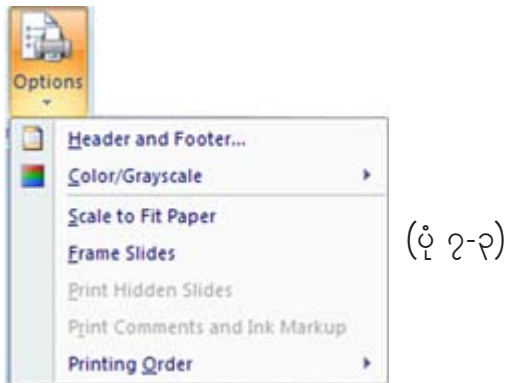 Options
Header and Footer...
Color/Grayscale
Scale to Fit Paper
Frame Slides
Print Hidden Slides
Print Comments and Ink Markup
Printing Order
(ပုံ ၇-၃)